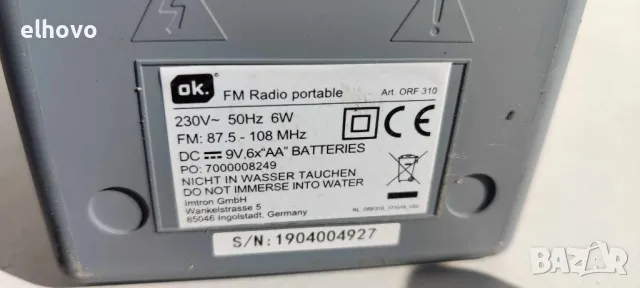 elhovo
ok. FM Radio portable Art. ORF 310
230V~ 50Hz 6W
FM: 87.5 - 108 MHz
DC 9V,6x"AA" BATTERIES
PO: 7000008249
NICHT IN WASSER TAUCHEN
DO NOT IMMERSE INTO WATER
Imtron GmbH
Wankelstrasse 5
85046 Ingolstadt, Germany
S/N:1904004927
BAZAR